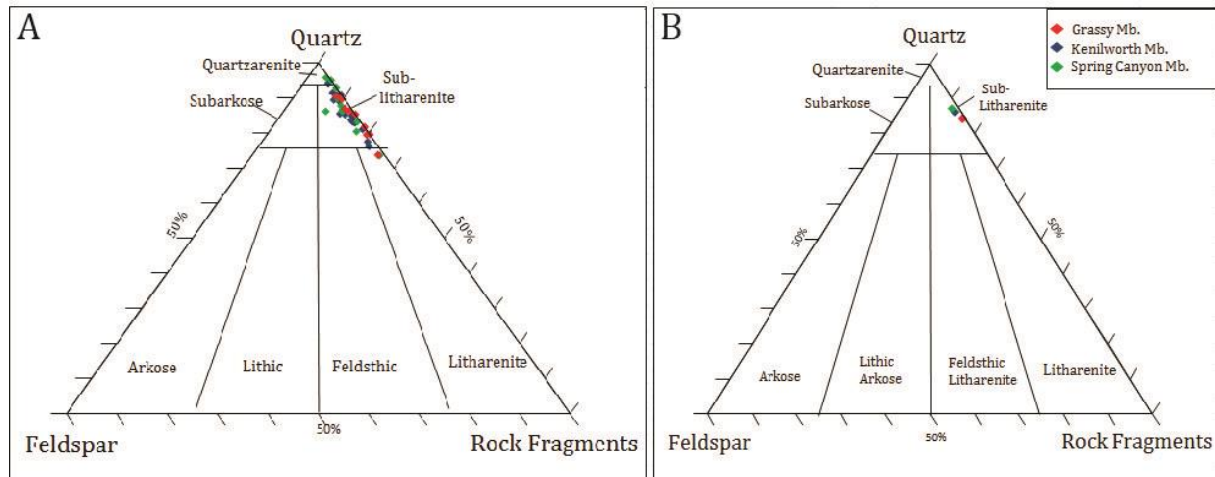 A
Quartz
Quartzarenite
Sub-
litharenite
Subarkose
50%
50%
Arkose
Lithic
Feldsthic
Litharenite
Feldspar
50%
Rock Fragments
B
Grassy Mb.
Kenilworth Mb.
Spring Canyon Mb.
Quartz
Quartzarenite
Sub-
Litharenite
Subarkose
50%
50%
Arkose
Lithic
Arkose
Feldsthic
Litharenite
Litharenite
Feldspar
50%
Rock Fragments